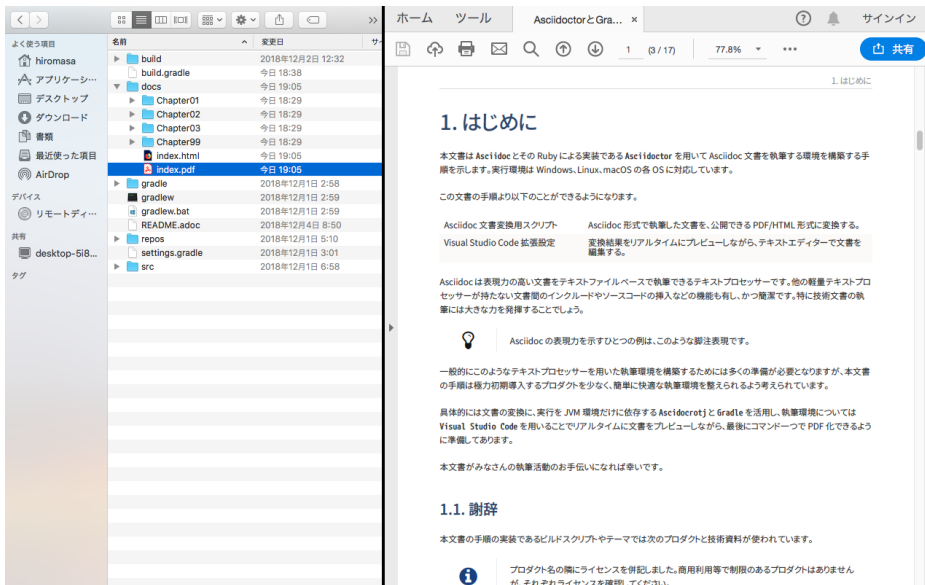 よく使う項目
hiromasa
アプリケーシ…
デスクトップ
ダウンロード
書類
最近使った項目
AirDrop
デバイス
リモートディ…
共有
desktop-5i8...
タグ
名前 変更日 サ
build 2018年12月2日 12:32
build.gradle 今日 18:38
docs 今日 19:05
Chapter01 今日 18:29
Chapter02 今日 18:29
Chapter03 今日 18:29
Chapter99 今日 18:29
index.html 今日 19:05
index.pdf 今日 19:05
gradle 2018年12月1日 2:58
gradlew 2018年12月1日 2:59
gradlew.bat 2018年12月1日 2:59
README.adoc 2018年12月4日 8:50
repos 2018年12月1日 5:10
settings.gradle 2018年12月1日 3:01
src 2018年12月1日 6:58
ホーム ツール AsciidoctorとGra... × サインイン
1 (3 / 17) 77.8% 共有
1. はじめに
1. はじめに
本文書は Asciidoc とその Ruby による実装である Asciidoctor を用いて Asciidoc 文書を執筆する環境を構築する手
順を示します。実行環境は Windows、Linux、macOS の各 OS に対応しています。
この文書の手順より以下のことができるようになります。
Asciidoc 文書変換用スクリプト Asciidoc 形式で執筆した文書を、公開できる PDF/HTML 形式に変換する。
Visual Studio Code 拡張設定 変換結果をリアルタイムにプレビューしながら、テキストエディターで文書を
編集する。
Asciidoc は表現力の高い文書をテキストファイルベースで執筆できるテキストプロセッサーです。他の軽量テキストプロ
セッサーが持たない文書間のインクルードやソースコードの挿入などの機能も有し、かつ簡潔です。特に技術文書の執
筆には大きな力を発揮することでしょう。
Asciidoc の表現力を示すひとつの例は、このような脚注表現です。
一般的にこのようなテキストプロセッサーを用いた執筆環境を構築するためには多くの準備が必要となりますが、本文書
の手順は極力初期導入するプロダクトを少なく、簡単に快適な執筆環境を整えられるよう考えられています。
具体的には文書の変換に、実行を JVM 環境だけに依存する Ascidocrotj と Gradle を活用し、執筆環境については
Visual Studio Code を用いることでリアルタイムに文書をプレビューしながら、最後にコマンド一つで PDF 化できるよう
に準備してあります。
本文書がみなさんの執筆活動のお手伝いになれば幸いです。
1.1. 謝辞
本文書の手順の実装であるビルドスクリプトやテーマでは次のプロダクトと技術資料が使われています。
プロダクト名の隣にライセンスを併記しました。商用利用等で制限のあるプロダクトはありません
が、それぞれライセンスを確認してください。